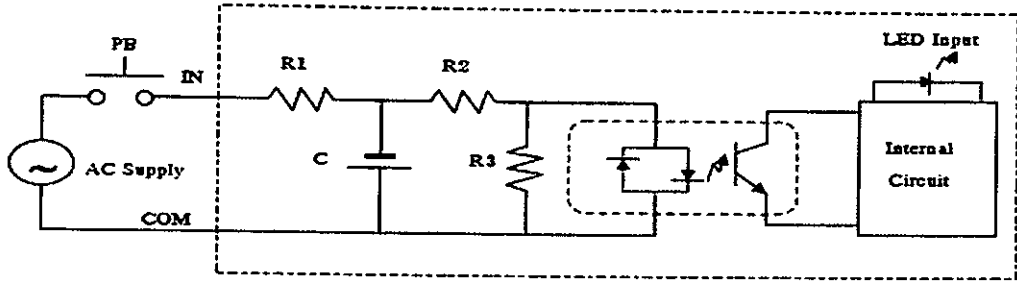 PB
IN
R1
R2
LED Input
C
R3
AC Supply
Internal
Circuit
COM